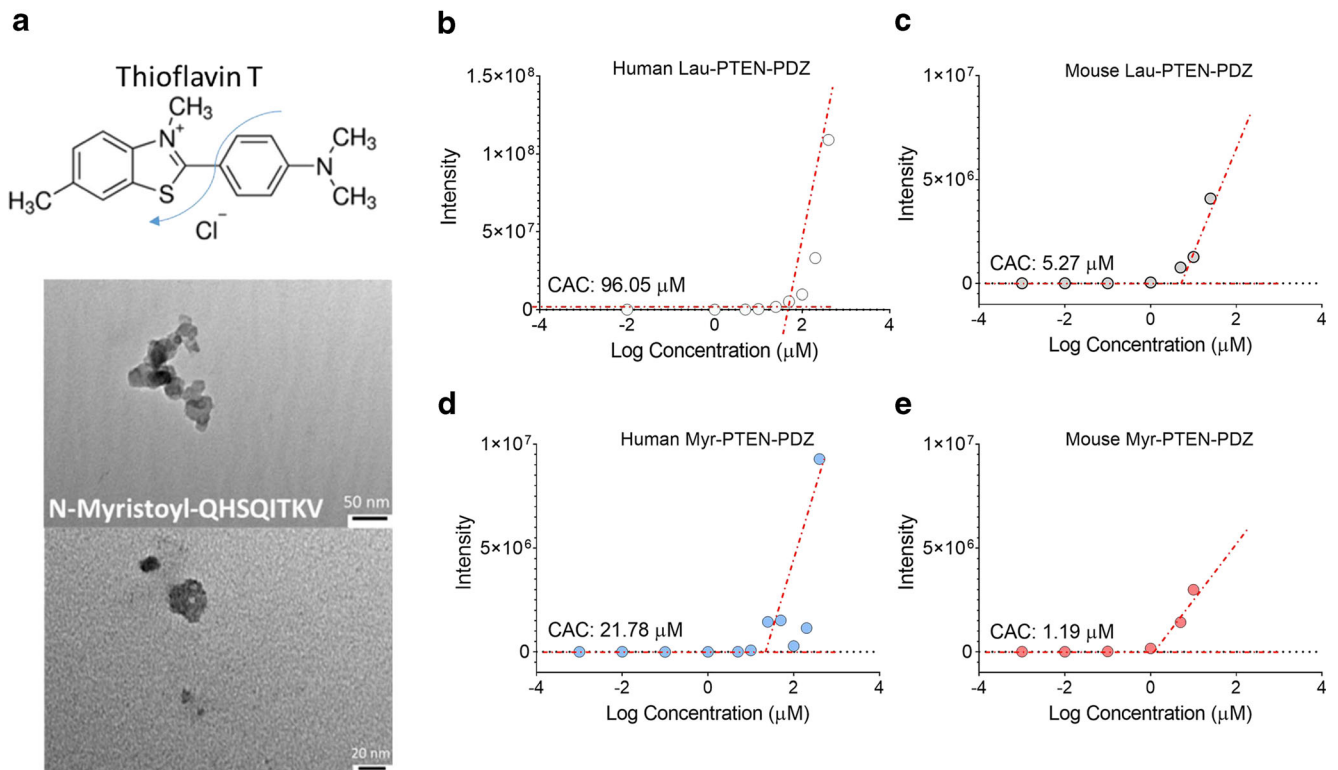 a
Thioflavin T
CH3
N+
CH3
N
H3C
S
CH3
Cl−
N-Myristoyl-QHSQITKV
50 nm
20 nm
b
Human Lau-PTEN-PDZ
1.5×10^8
1×10^8
5×10^7
0
Intensity
CAC: 96.05 μM
-4 -2 0 2 4
Log Concentration (μM)
c
Mouse Lau-PTEN-PDZ
1×10^7
5×10^6
0
Intensity
CAC: 5.27 μM
-4 -2 0 2 4
Log Concentration (μM)
d
Human Myr-PTEN-PDZ
1×10^7
5×10^6
0
Intensity
CAC: 21.78 μM
-4 -2 0 2 4
Log Concentration (μM)
e
Mouse Myr-PTEN-PDZ
1×10^7
5×10^6
0
Intensity
CAC: 1.19 μM
-4 -2 0 2 4
Log Concentration (μM)